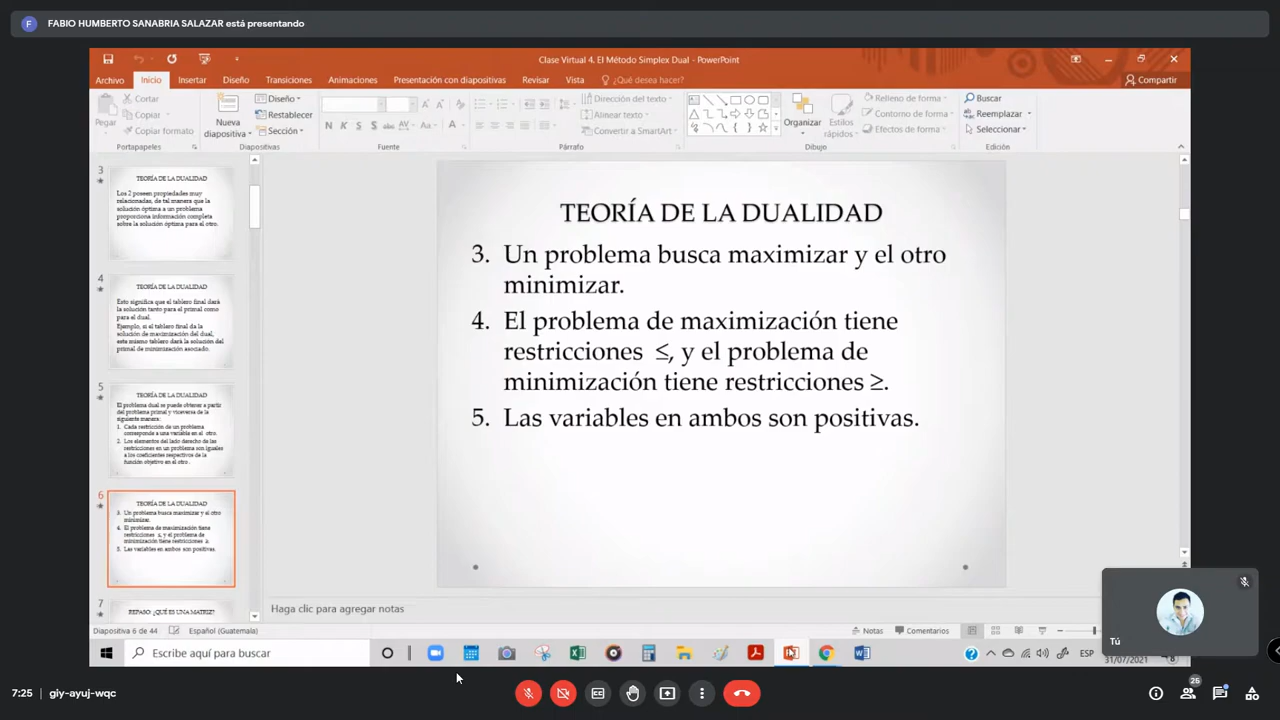 F FABIO HUMBERTO SANABRIA SALAZAR está presentando
Clase Virtual 4. El Método Simplex Dual - PowerPoint
Archivo Inicio Insertar Diseño Transiciones Animaciones Presentación con diapositivas Revisar Vista ¿Qué desea hacer? Compartir
Pegar
Cortar
Copiar
Copiar formato
Portapapeles
Nueva diapositiva
Diseño
Restablecer
Sección
Diapositivas
N K S S abc AV Aa A
Fuente
Dirección del texto
Alinear texto
Convertir a SmartArt
Párrafo
Organizar
Estilos rápidos
Relleno de forma
Contorno de forma
Efectos de forma
Dibujo
Buscar
Reemplazar
Seleccionar
Edición
3
TEORÍA DE LA DUALIDAD
Los 2 poseen propiedades muy
relacionadas, de tal manera que la
solución óptima a un problema
proporciona información completa
sobre la solución óptima para el otro.
4
TEORÍA DE LA DUALIDAD
Esto significa que el tablero final dará
la solución tanto para el primal como
para el dual.
Ejemplo, si el tablero final da la
solución de maximización del dual,
este mismo tablero dará la solución del
primal de minimización asociado.
5
TEORÍA DE LA DUALIDAD
El problema dual se puede obtener a partir
del problema primal y viceversa de la
siguiente manera:
1. Cada restricción de un problema
corresponde a una variable en el otro.
2. Los elementos del lado derecho de las
restricciones en un problema son iguales
a los coeficientes respectivos de la
función objetivo en el otro.
6
TEORÍA DE LA DUALIDAD
3. Un problema busca maximizar y el otro
minimizar.
4. El problema de maximización tiene
restricciones ≤, y el problema de
minimización tiene restricciones ≥.
5. Las variables en ambos son positivas.
7
REPASO: ¿QUÉ ES UNA MATRIZ?
TEORÍA DE LA DUALIDAD
3. Un problema busca maximizar y el otro
minimizar.
4. El problema de maximización tiene
restricciones ≤, y el problema de
minimización tiene restricciones ≥.
5. Las variables en ambos son positivas.
Haga clic para agregar notas
Diapositiva 6 de 44 Español (Guatemala) Notas Comentarios
Escribe aquí para buscar
ESP
31/07/2021
8
Tú
7:25 | giy-ayuj-wqc
25